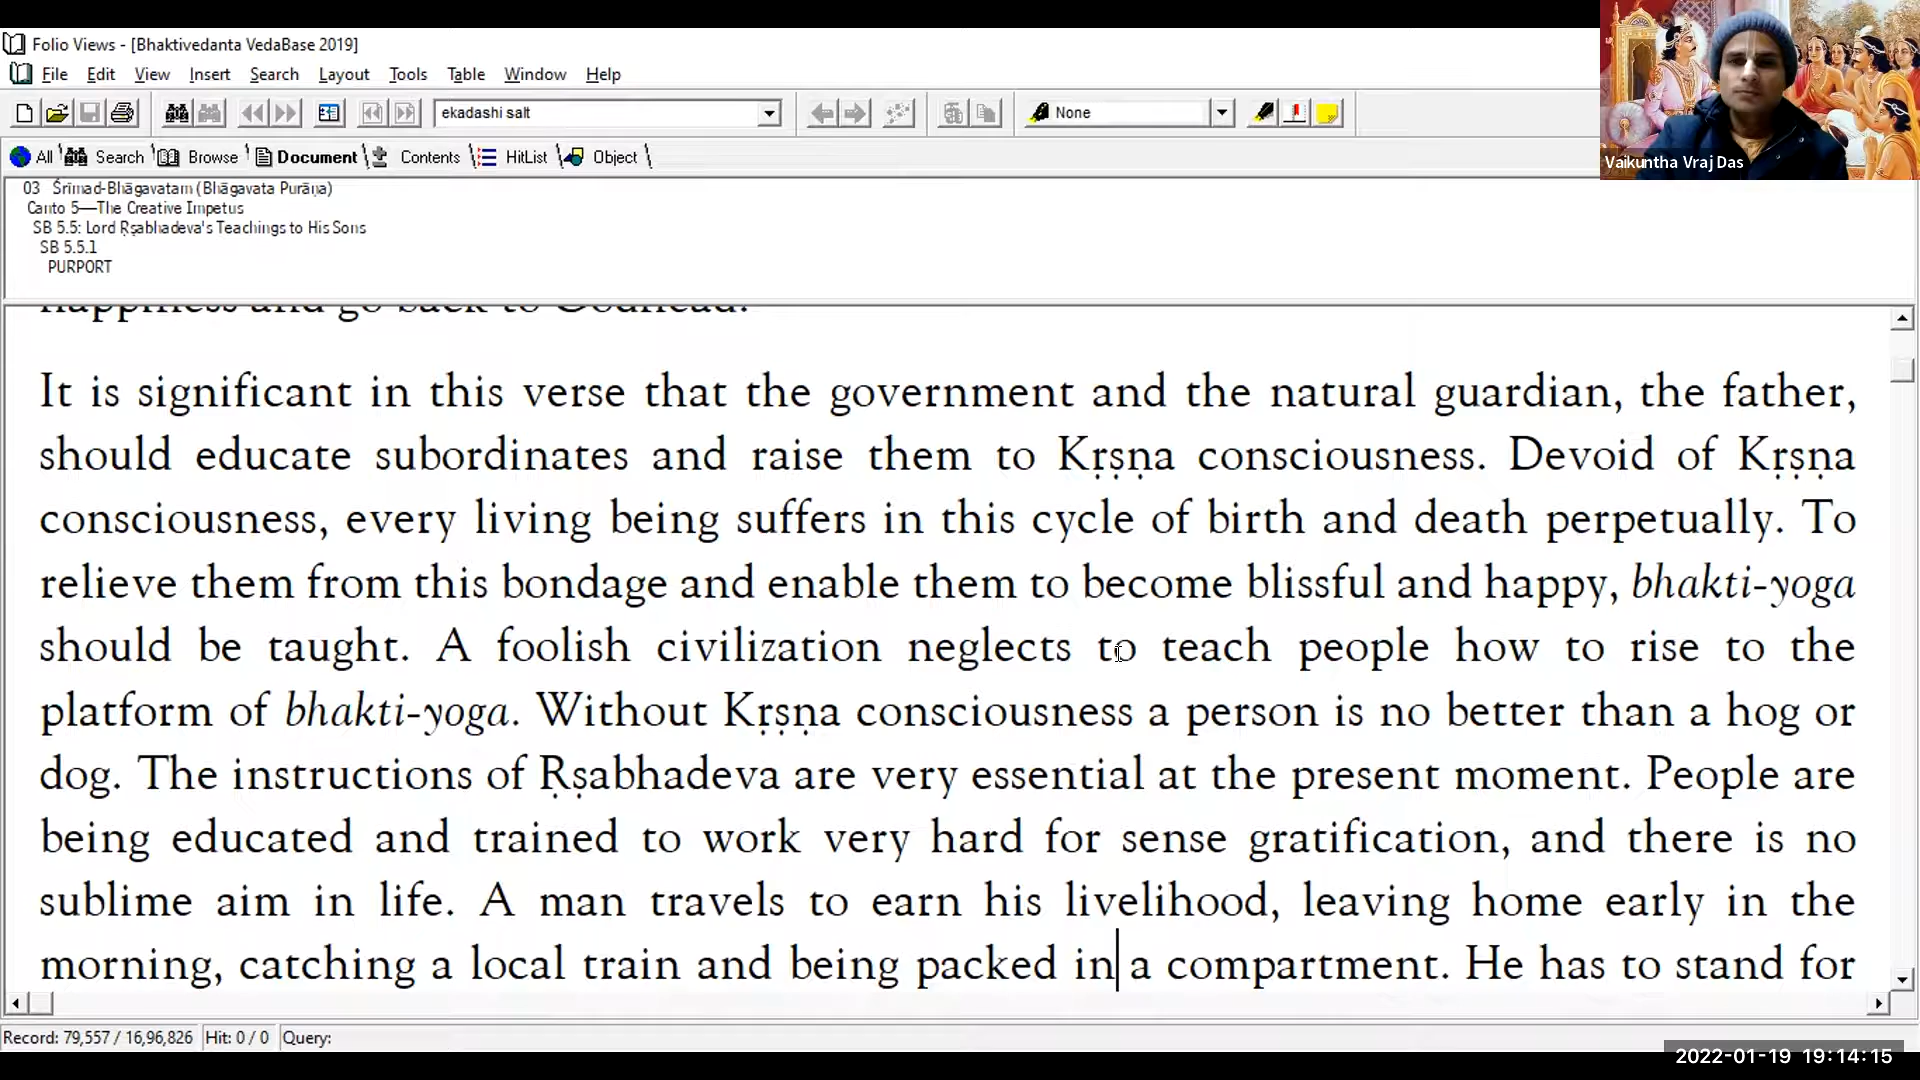 Folio Views - [Bhaktivedanta VedaBase 2019]
File Edit View Insert Search Layout Tools Table Window Help
ekadashi salt
None
All Search Browse Document Contents HitList Object
Vaikuntha Vraj Das
03 Śrīmad-Bhāgavatam (Bhāgavata Purāṇa)
Canto 5—The Creative Impetus
SB 5.5: Lord Ṛṣabhadeva's Teachings to His Sons
SB 5.5.1
PURPORT
happiness and go back to Godhead.
It is significant in this verse that the government and the natural guardian, the father,
should educate subordinates and raise them to Kṛṣṇa consciousness. Devoid of Kṛṣṇa
consciousness, every living being suffers in this cycle of birth and death perpetually. To
relieve them from this bondage and enable them to become blissful and happy, bhakti-yoga
should be taught. A foolish civilization neglects to teach people how to rise to the
platform of bhakti-yoga. Without Kṛṣṇa consciousness a person is no better than a hog or
dog. The instructions of Ṛṣabhadeva are very essential at the present moment. People are
being educated and trained to work very hard for sense gratification, and there is no
sublime aim in life. A man travels to earn his livelihood, leaving home early in the
morning, catching a local train and being packed in a compartment. He has to stand for
Record: 79,557 / 16,96,826 Hit: 0 / 0 Query:
2022-01-19 19:14:15